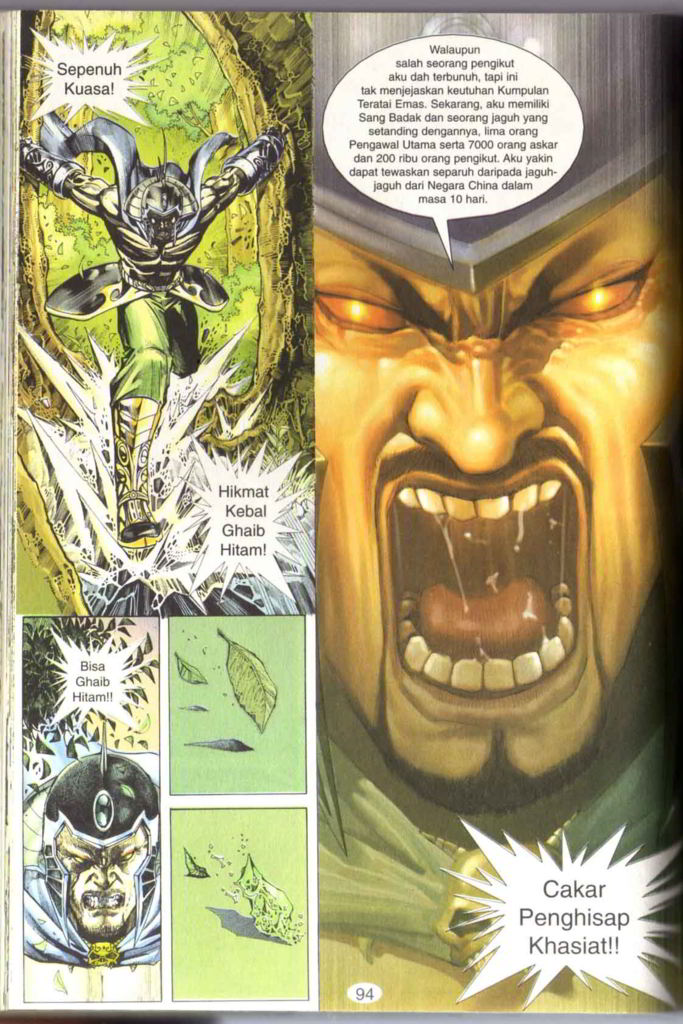 Sepenuh
Kuasa!
Hikmat
Kebal
Ghaib
Hitam!
Bisa
Ghaib
Hitam!!
Walaupun
salah seorang pengikut
aku dah terbunuh, tapi ini
tak menjejaskan keutuhan Kumpulan
Teratai Emas. Sekarang, aku memiliki
Sang Badak dan seorang jaguh yang
setanding dengannya, lima orang
Pengawal Utama serta 7000 orang askar
dan 200 ribu orang pengikut. Aku yakin
dapat tewaskan separuh daripada jaguh-
jaguh dari Negara China dalam
masa 10 hari.
Cakar
Penghisap
Khasiat!!
94